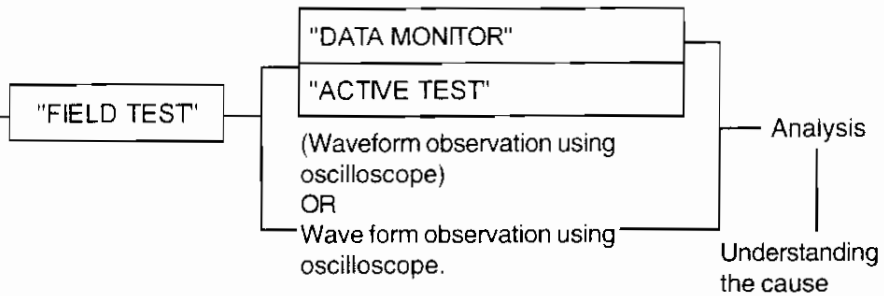 "DATA MONITOR"
"ACTIVE TEST"
"FIELD TEST"
(Waveform observation using
oscilloscope)
OR
Wave form observation using
oscilloscope.
Analysis
Understanding
the cause